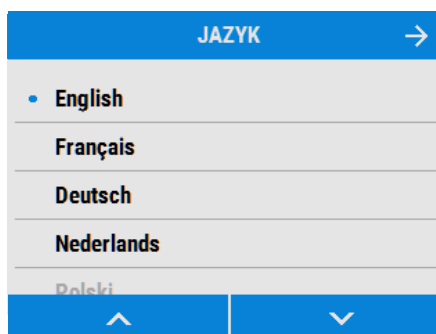 JAZYK
English
Français
Deutsch
Nederlands
Polski